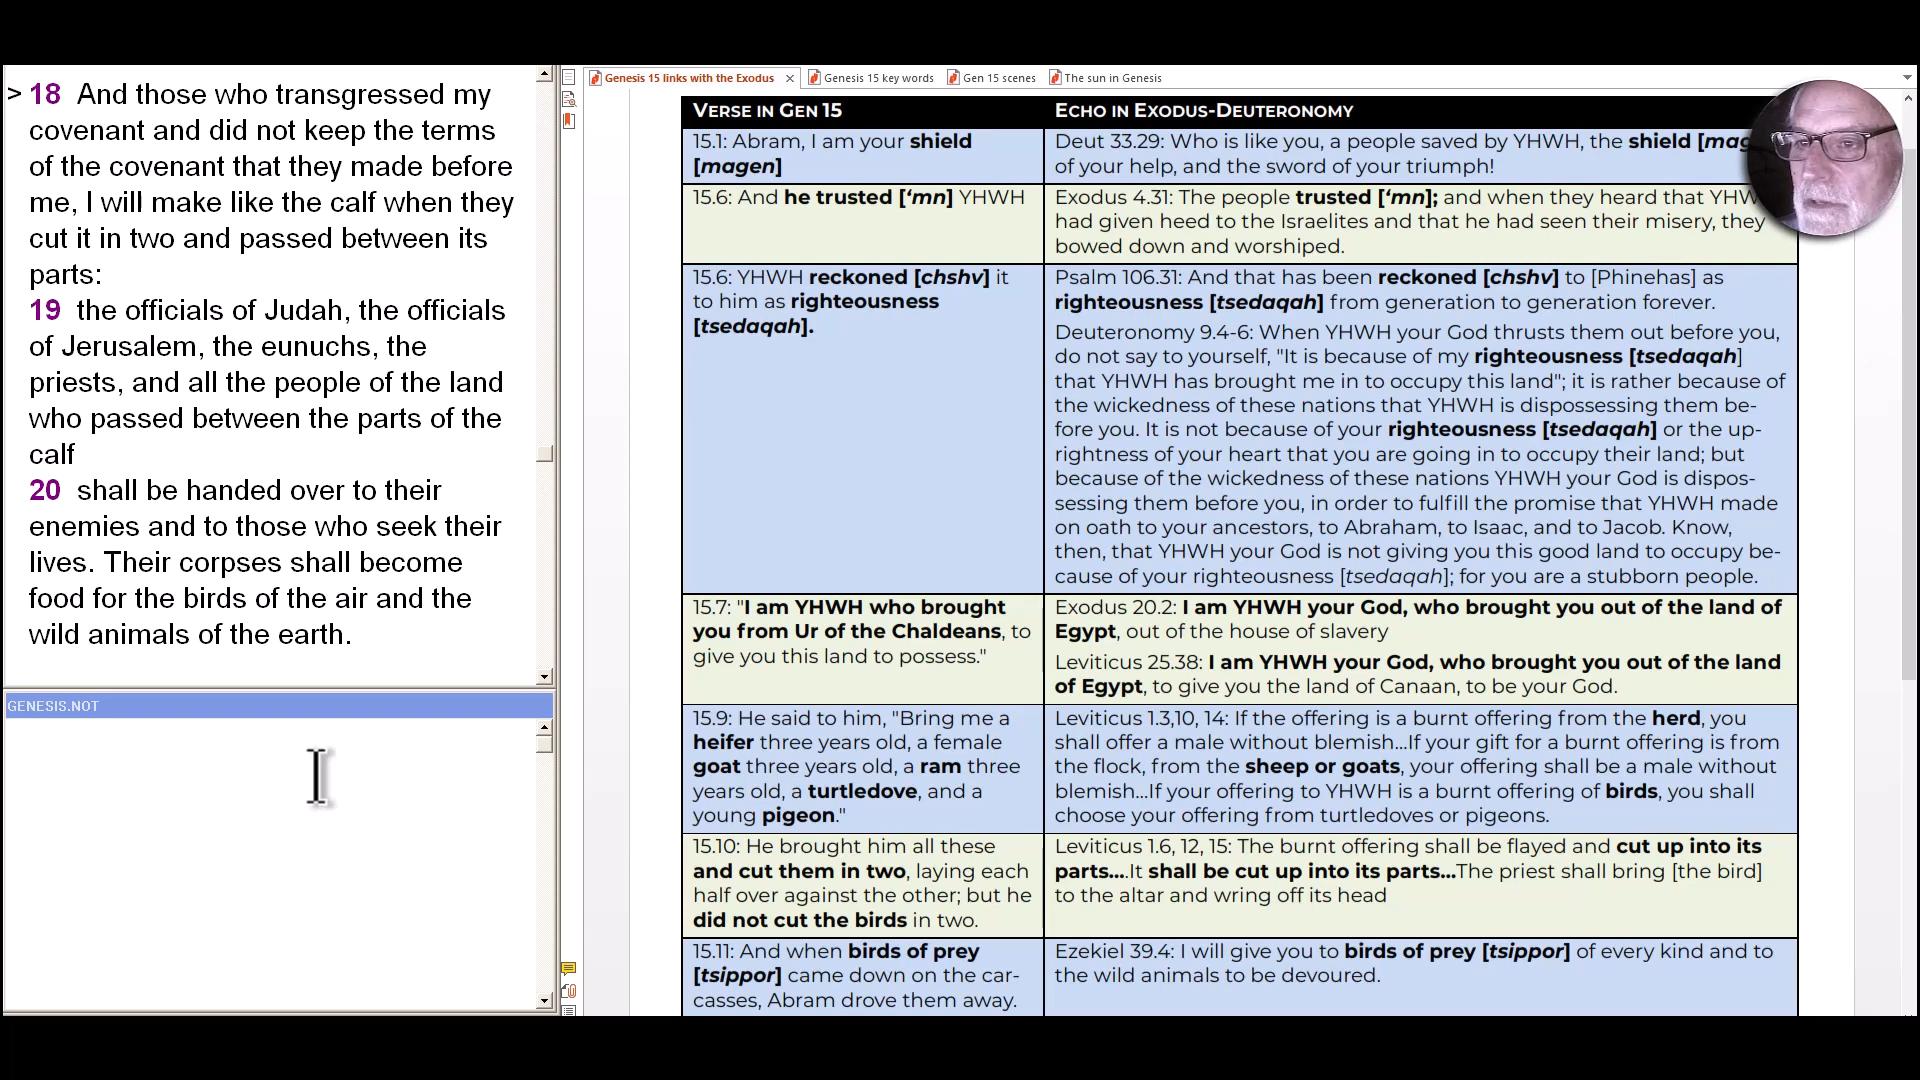 > 18 And those who transgressed my
covenant and did not keep the terms
of the covenant that they made before
me, I will make like the calf when they
cut it in two and passed between its
parts:
19 the officials of Judah, the officials
of Jerusalem, the eunuchs, the
priests, and all the people of the land
who passed between the parts of the
calf
20 shall be handed over to their
enemies and to those who seek their
lives. Their corpses shall become
food for the birds of the air and the
wild animals of the earth.
GENESIS.NOT
Genesis 15 links with the Exodus
Genesis 15 key words
Gen 15 scenes
The sun in Genesis
VERSE IN GEN 15
ECHO IN EXODUS-DEUTERONOMY
15.1: Abram, I am your shield
[magen]
Deut 33.29: Who is like you, a people saved by YHWH, the shield
of your help, and the sword of your triumph!
15.6: And he trusted [‘mn] YHWH
Exodus 4.31: The people trusted [‘mn]; and when they heard that
had given heed to the Israelites and that he had seen their misery, they
bowed down and worshiped.
15.6: YHWH reckoned [chshv] it
to him as righteousness
[tsedaqah].
Psalm 106.31: And that has been reckoned [chshv] to [Phinehas] as
righteousness [tsedaqah] from generation to generation forever.
Deuteronomy 9.4-6: When YHWH your God thrusts them out before you,
do not say to yourself, "It is because of my righteousness [tsedaqah]
that YHWH has brought me in to occupy this land"; it is rather because of
the wickedness of these nations that YHWH is dispossessing them be-
fore you. It is not because of your righteousness [tsedaqah] or the up-
rightness of your heart that you are going in to occupy their land; but
because of the wickedness of these nations YHWH your God is dispos-
sessing them before you, in order to fulfill the promise that YHWH made
on oath to your ancestors, to Abraham, to Isaac, and to Jacob. Know,
then, that YHWH your God is not giving you this good land to occupy be-
cause of your righteousness [tsedaqah]; for you are a stubborn people.
15.7: "I am YHWH who brought
you from Ur of the Chaldeans, to
give you this land to possess."
Exodus 20.2: I am YHWH your God, who brought you out of the land of
Egypt, out of the house of slavery
Leviticus 25.38: I am YHWH your God, who brought you out of the land
of Egypt, to give you the land of Canaan, to be your God.
15.9: He said to him, "Bring me a
heifer three years old, a female
goat three years old, a ram three
years old, a turtledove, and a
young pigeon."
Leviticus 1.3,10, 14: If the offering is a burnt offering from the herd, you
shall offer a male without blemish...If your gift for a burnt offering is from
the flock, from the sheep or goats, your offering shall be a male without
blemish...If your offering to YHWH is a burnt offering of birds, you shall
choose your offering from turtledoves or pigeons.
15.10: He brought him all these
and cut them in two, laying each
half over against the other; but he
did not cut the birds in two.
Leviticus 1.6, 12, 15: The burnt offering shall be flayed and cut up into its
parts....It shall be cut up into its parts...The priest shall bring [the bird]
to the altar and wring off its head
15.11: And when birds of prey
[tsippor] came down on the car-
casses, Abram drove them away.
Ezekiel 39.4: I will give you to birds of prey [tsippor] of every kind and to
the wild animals to be devoured.